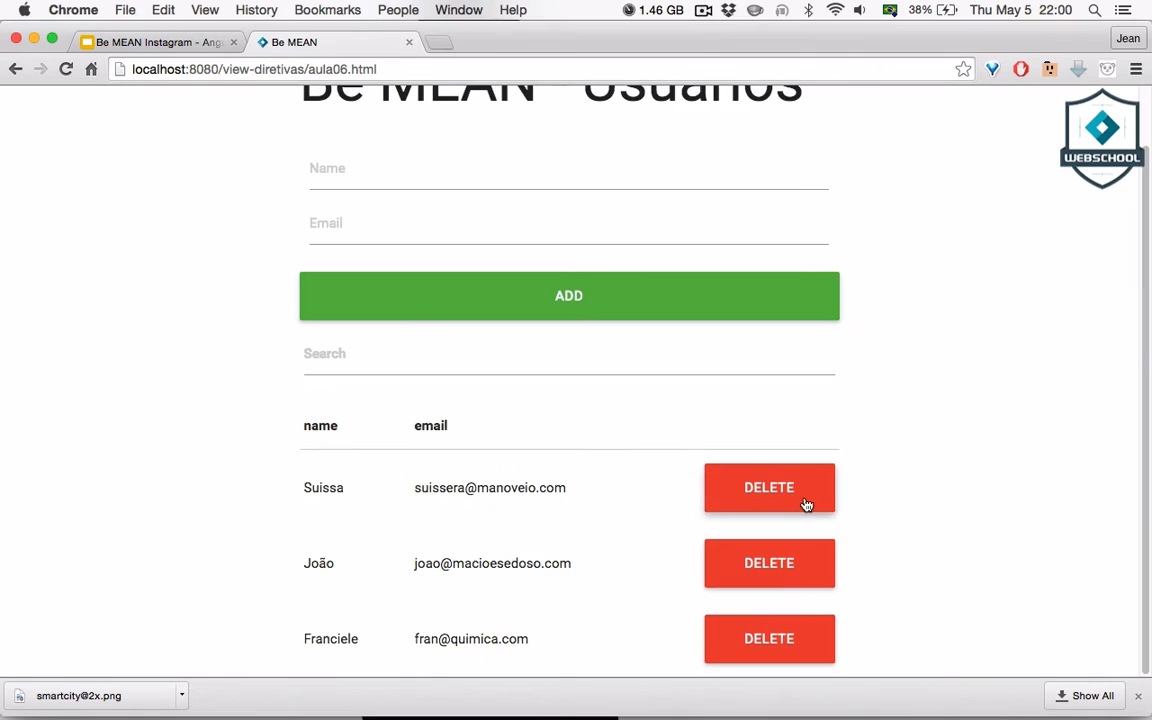 Chrome File Edit View History Bookmarks People Window Help 1.46 GB 38% Thu May 5 22:00
Be MEAN Instagram - Ang Be MEAN Jean
localhost:8080/view-diretivas/aula06.html
Be MEAN - Usuários
WEBSCHOOL
Name
Email
ADD
Search
name email
Suissa suissera@manoveio.com DELETE
João joao@macioesedoso.com DELETE
Franciele fran@quimica.com DELETE
smartcity@2x.png Show All